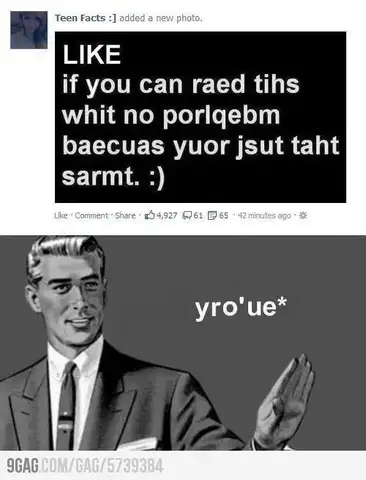 Teen Facts :] added a new photo.
LIKE
if you can raed tihs
whit no porlqebm
baecuas yuor jsut taht
sarmt. :)
Like · Comment · Share · 4,927 61 65 · 42 minutes ago ·
yro'ue*
9GAG.COM/GAG/5739384